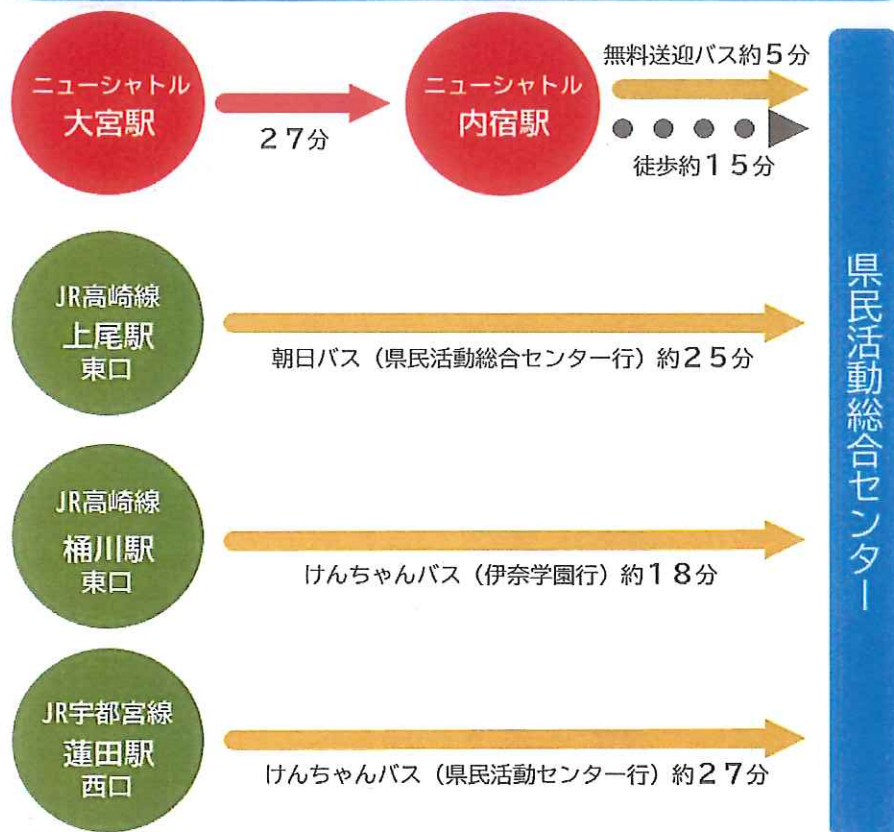 ニューシャトル
大宮駅
27分
ニューシャトル
内宿駅
無料送迎バス約5分
徒歩約15分
JR高崎線
上尾駅
東口
朝日バス（県民活動総合センター行）約25分
JR高崎線
桶川駅
東口
けんちゃんバス（伊奈学園行）約18分
JR宇都宮線
蓮田駅
西口
けんちゃんバス（県民活動センター行）約27分
県民活動総合センター